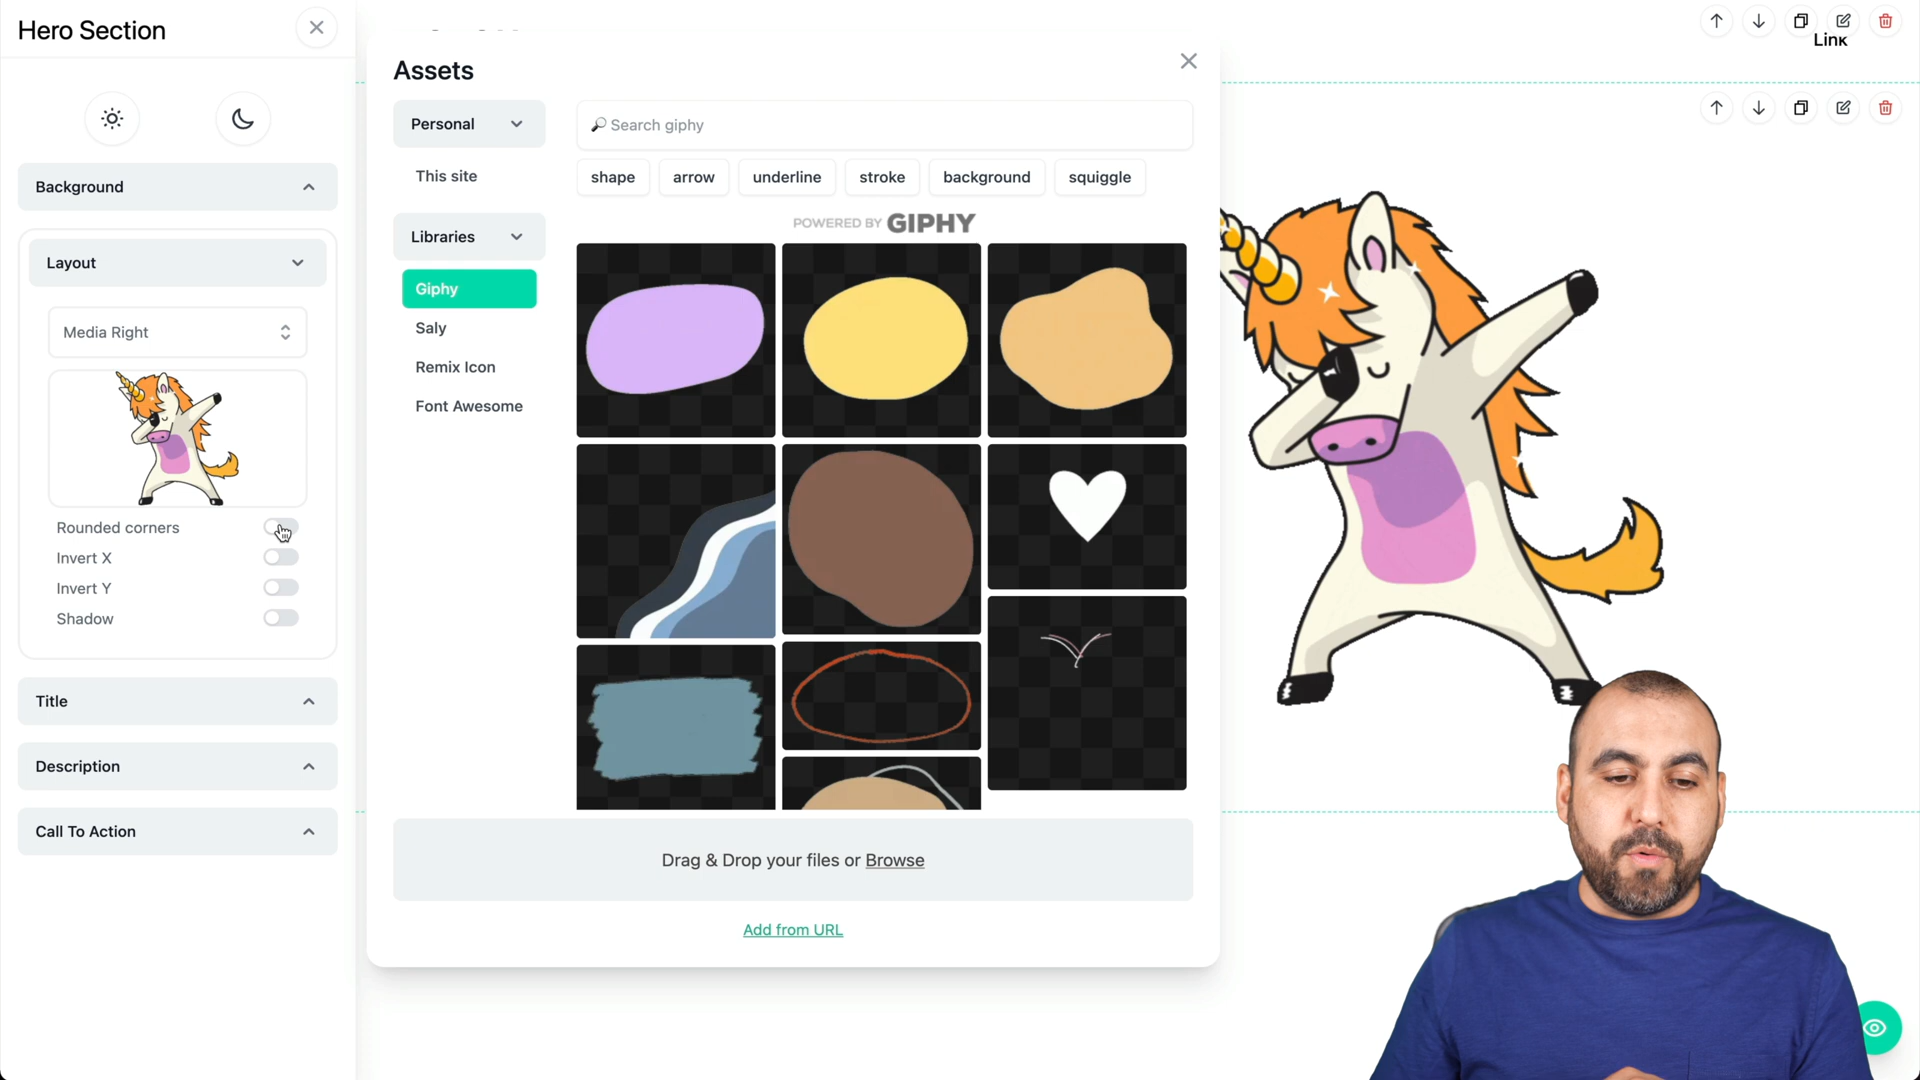 Hero Section
Link
Assets
Personal
Search giphy
This site
shape
arrow
underline
stroke
background
squiggle
Background
POWERED BY GIPHY
Libraries
Layout
Giphy
Media Right
Saly
Remix Icon
Font Awesome
Rounded corners
Invert X
Invert Y
Shadow
Title
Description
Call To Action
Drag & Drop your files or Browse
Add from URL